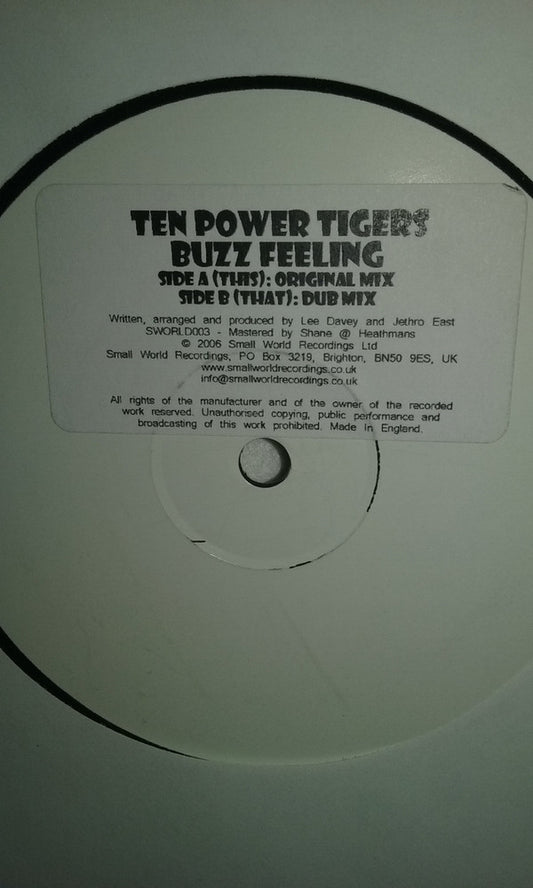 TEN POWER TIGERS
BUZZ FEELING
SIDE A (THIS): ORIGINAL MIX
SIDE B (THAT): DUB MIX
Written, arranged and produced by Lee Davey and Jethro East
SWORLD003 - Mastered by Shane @ Heathmans
© 2006 Small World Recordings Ltd
Small World Recordings, PO Box 3219, Brighton, BN50 9ES, UK
www.smallworldrecordings.co.uk
info@smallworldrecordings.co.uk
All rights of the manufacturer and of the owner of the recorded
work reserved. Unauthorised copying, public performance and
broadcasting of this work prohibited. Made In England.